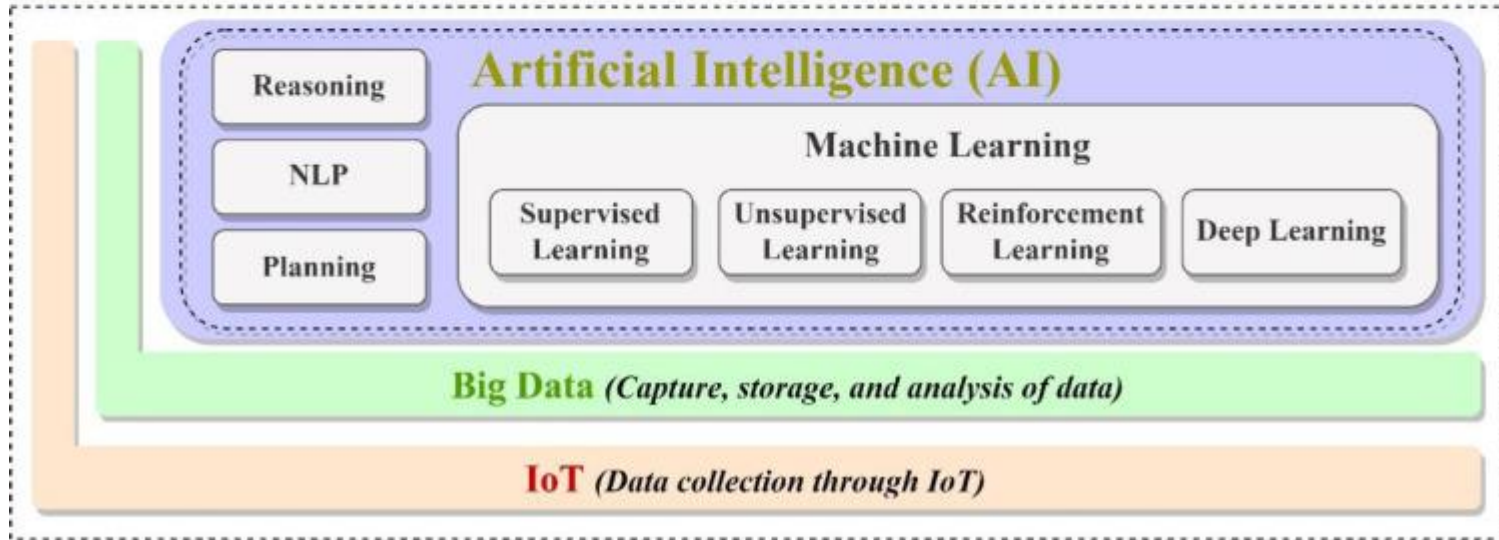 Artificial Intelligence (AI)
Reasoning
NLP
Planning
Machine Learning
Supervised
Learning
Unsupervised
Learning
Reinforcement
Learning
Deep Learning
Big Data (Capture, storage, and analysis of data)
IoT (Data collection through IoT)